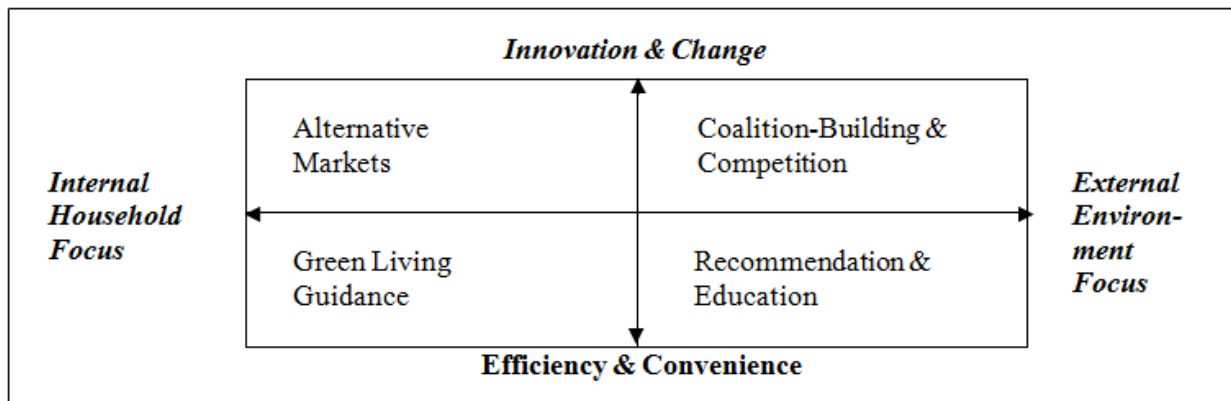 Innovation & Change
Alternative
Markets
Coalition-Building &
Competition
Internal
Household
Focus
External
Environ-
ment
Focus
Green Living
Guidance
Recommendation &
Education
Efficiency & Convenience